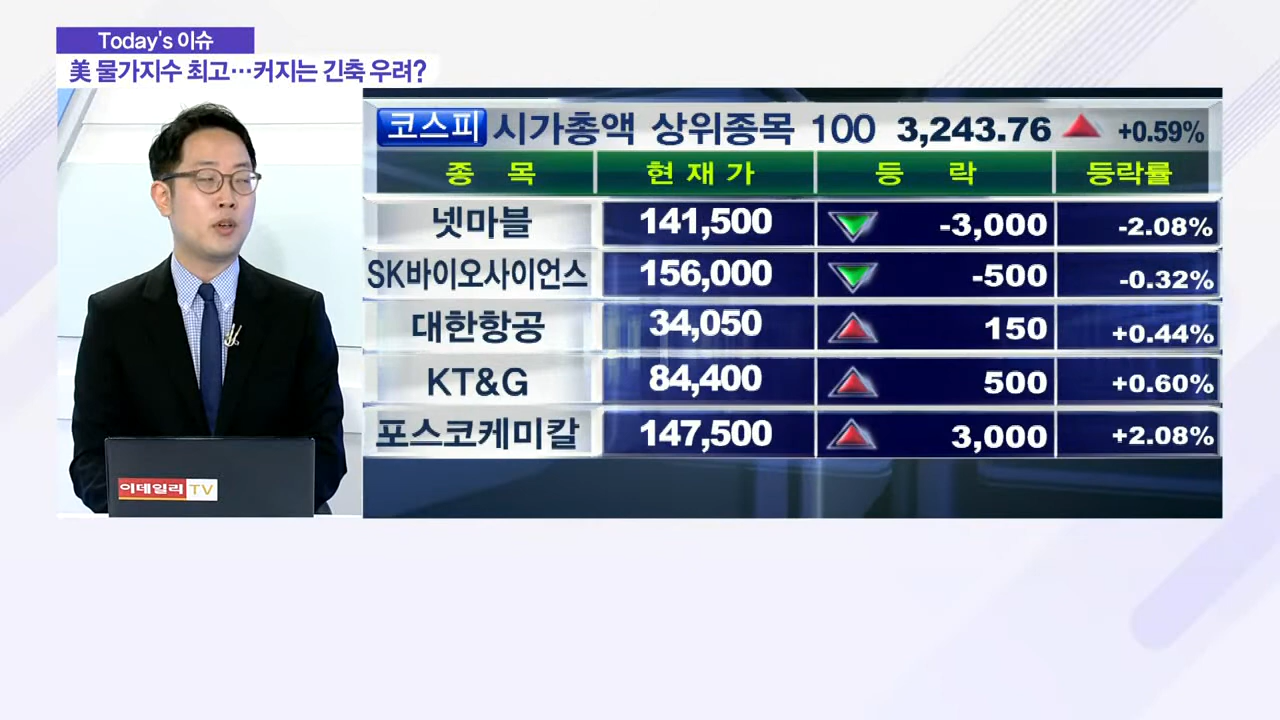 Today's 이슈
美 물가지수 최고…커지는 긴축 우려?
코스피 시가총액 상위종목 100 3,243.76 ▲ +0.59%
종 목 현 재 가 등 락 등락률
넷마블 141,500 ▼ -3,000 -2.08%
SK바이오사이언스 156,000 ▼ -500 -0.32%
대한항공 34,050 ▲ 150 +0.44%
KT&G 84,400 ▲ 500 +0.60%
포스코케미칼 147,500 ▲ 3,000 +2.08%
이데일리 TV